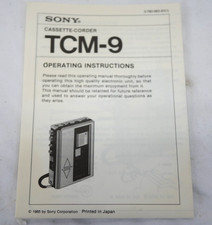 SONY
CASSETTE-CORDER
TCM-9
OPERATING INSTRUCTIONS
Please read this operating manual thoroughly before
operating this high quality electronic unit, so that you
can obtain the maximum enjoyment from it.
This manual should be retained for future reference
and used to answer your operational questions as
they arise.
© 1985 by Sony Corporation Printed in Japan